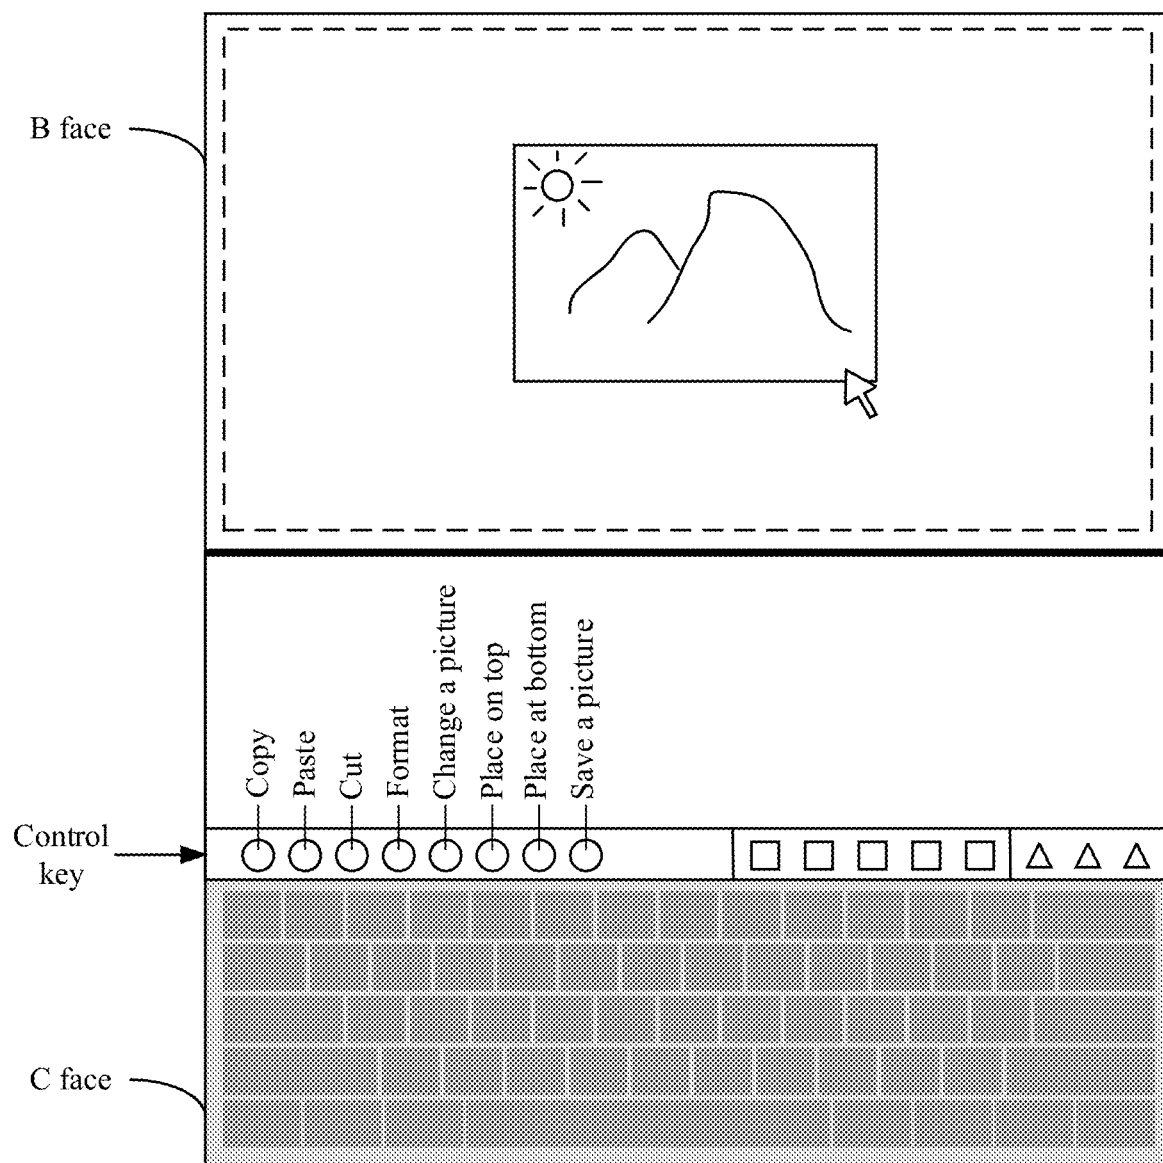 B face
Copy
Paste
Cut
Format
Change a picture
Place on top
Place at bottom
Save a picture
Control
key
C face